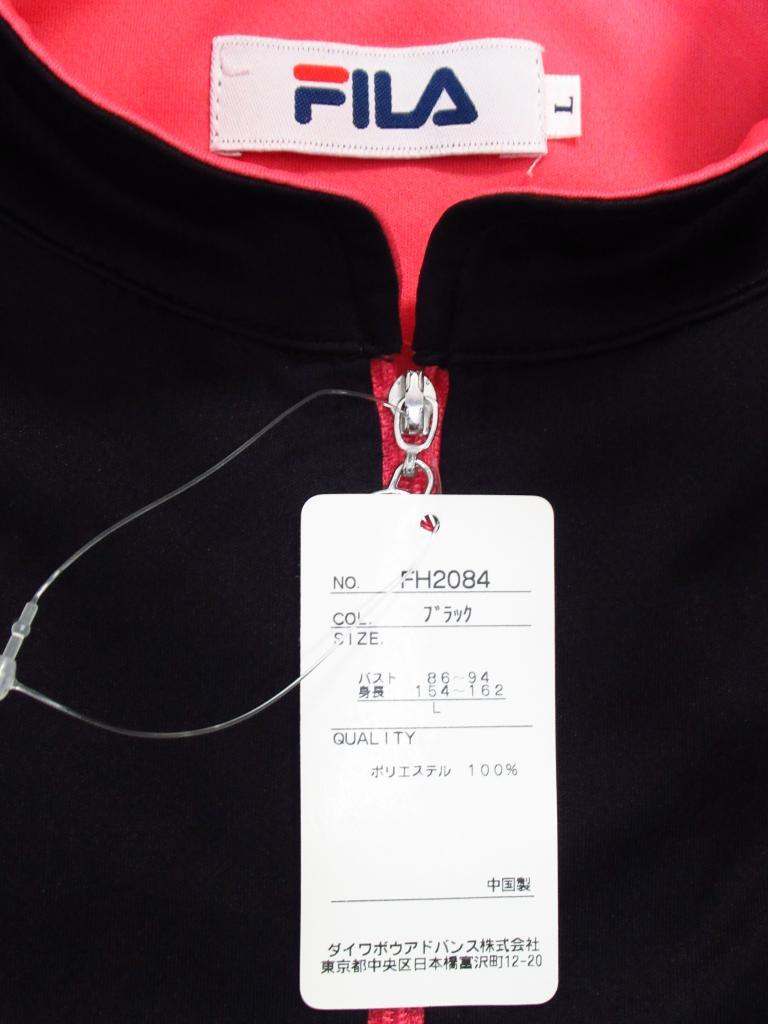 FILA
L
NO. FH2084
COL. ブラック
SIZE.
バスト 86~94
身長 154~162
L
QUALITY
ポリエステル 100%
中国製
ダイワボウアドバンス株式会社
東京都中央区日本橋富沢町12-20